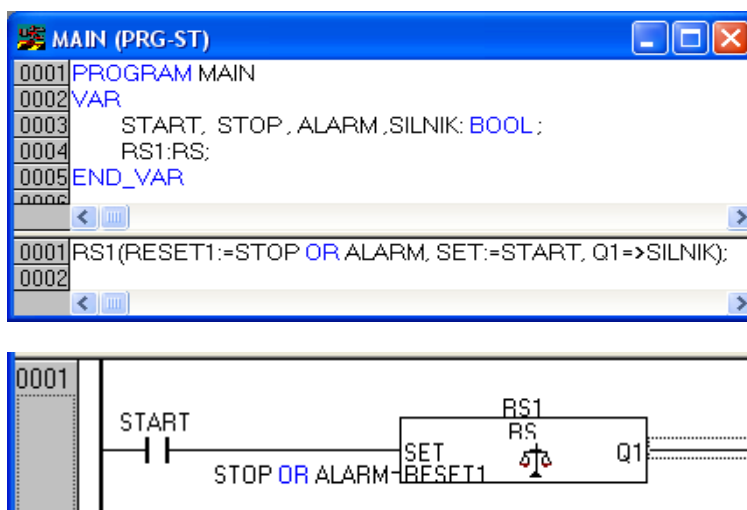 MAIN (PRG-ST)
0001 PROGRAM MAIN
0002 VAR
0003 START, STOP, ALARM ,SILNIK: BOOL ;
0004 RS1:RS;
0005 END_VAR
0006
0001 RS1(RESET1:=STOP OR ALARM, SET:=START, Q1=>SILNIK);
0002
0001
START
RS1
RS
SET Q1
STOP OR ALARM RESET1